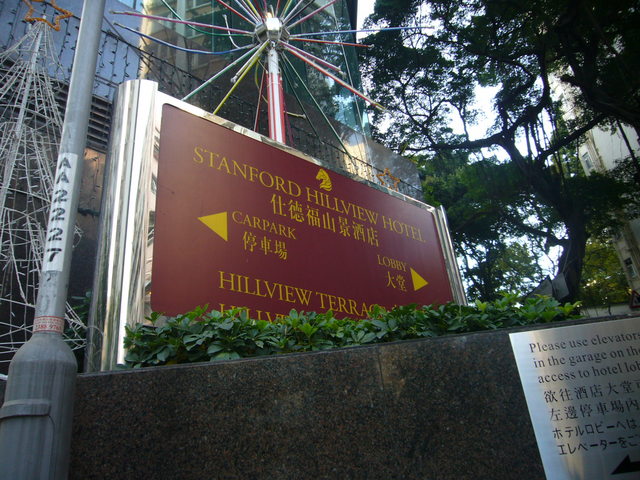 STANFORD HILLVIEW HOTEL
仕德福山景酒店
CARPARK
停車場
LOBBY
大堂
HILLVIEW TERRAC
HILLVIEW
AA2227
Please use elevators
in the garage on the
access to hotel lob
欲往酒店大堂
左邊停車場內
ホテルロビーへは
エレベーターをご